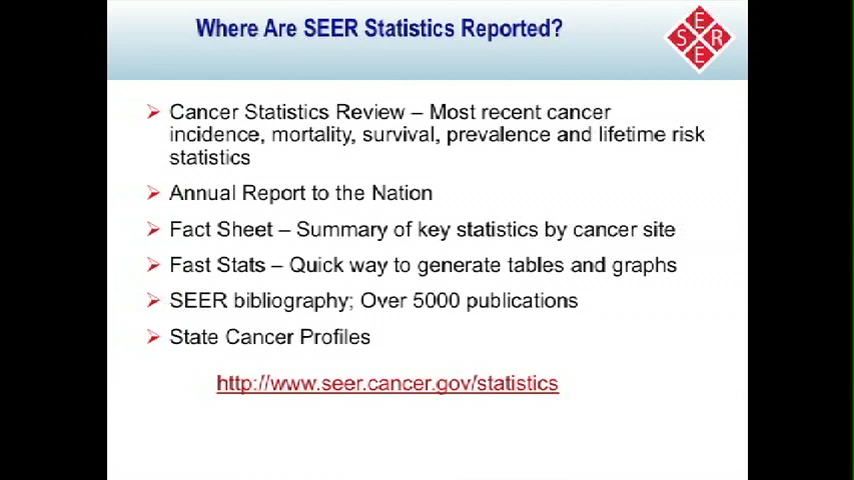 Where Are SEER Statistics Reported?
E
S R
E
Cancer Statistics Review – Most recent cancer
incidence, mortality, survival, prevalence and lifetime risk
statistics
Annual Report to the Nation
Fact Sheet – Summary of key statistics by cancer site
Fast Stats – Quick way to generate tables and graphs
SEER bibliography; Over 5000 publications
State Cancer Profiles
http://www.seer.cancer.gov/statistics